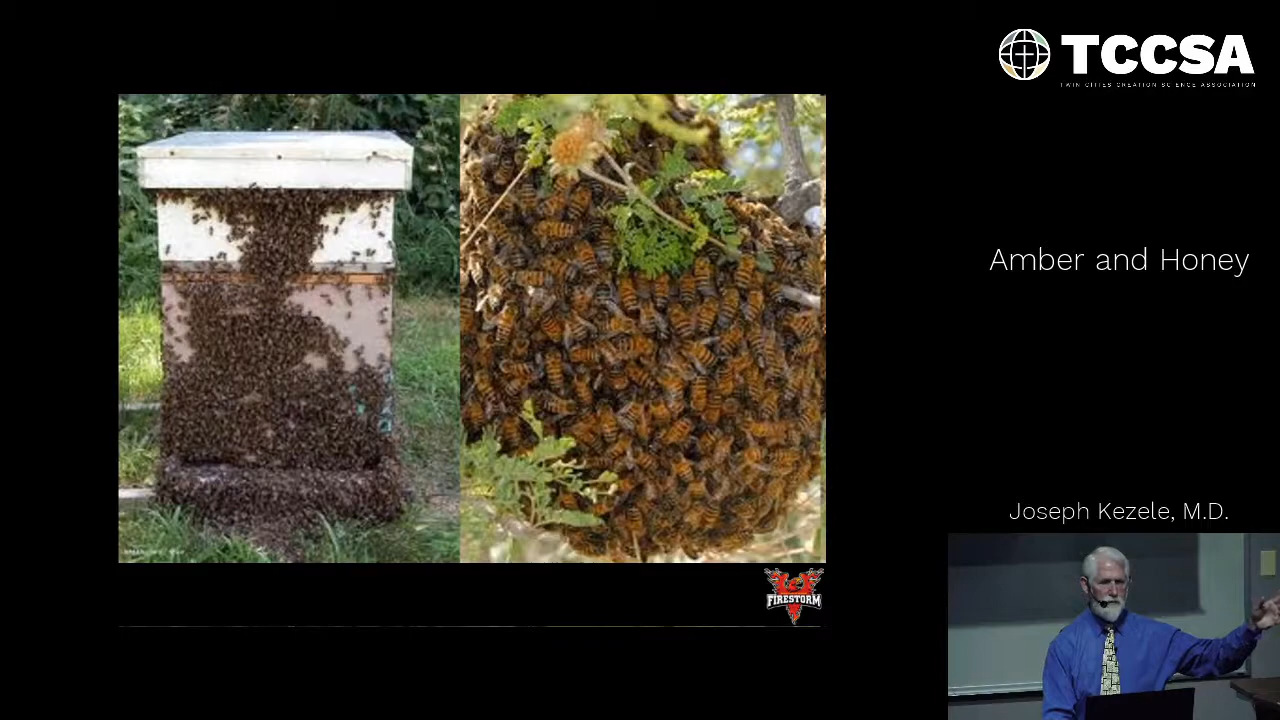 TCCSA
TWIN CITIES CREATION SCIENCE ASSOCIATION
Amber and Honey
Joseph Kezele, M.D.
FIRESTORM